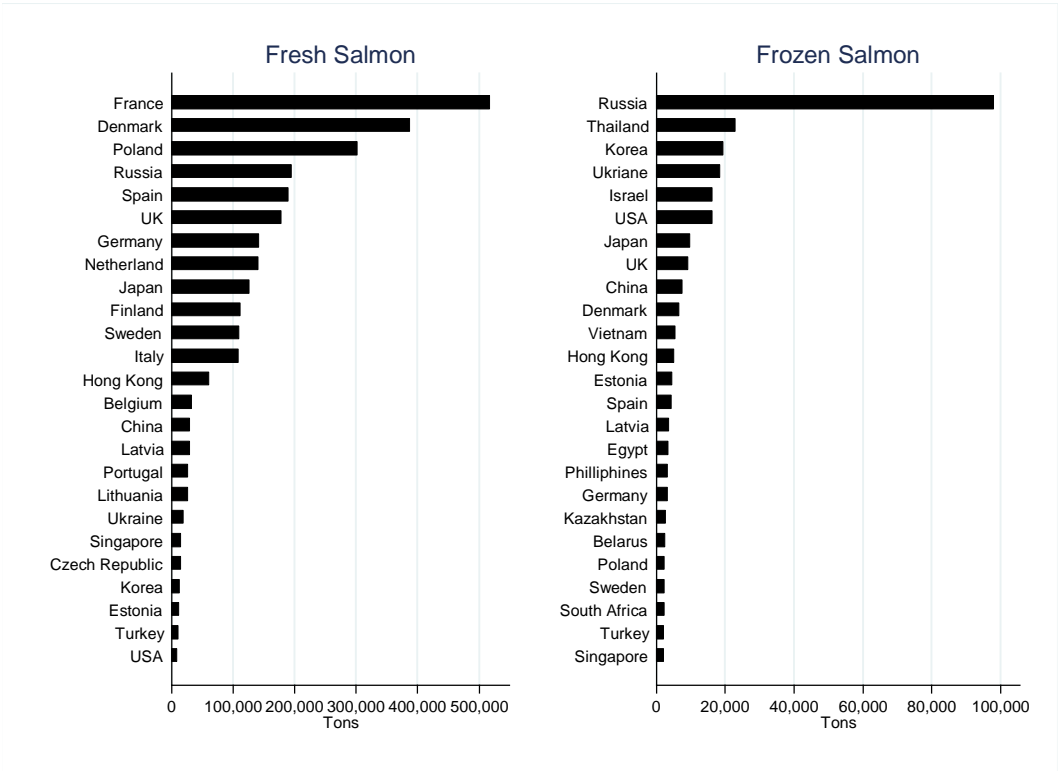 Fresh Salmon
France
Denmark
Poland
Russia
Spain
UK
Germany
Netherland
Japan
Finland
Sweden
Italy
Hong Kong
Belgium
China
Latvia
Portugal
Lithuania
Ukraine
Singapore
Czech Republic
Korea
Estonia
Turkey
USA
0 100,000 200,000 300,000 400,000 500,000
Tons
Frozen Salmon
Russia
Thailand
Korea
Ukriane
Israel
USA
Japan
UK
China
Denmark
Vietnam
Hong Kong
Estonia
Spain
Latvia
Egypt
Philliphines
Germany
Kazakhstan
Belarus
Poland
Sweden
South Africa
Turkey
Singapore
0 20,000 40,000 60,000 80,000 100,000
Tons